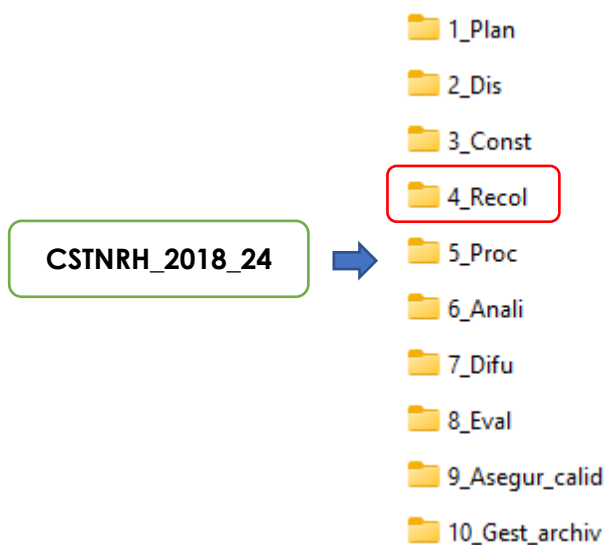 1_Plan
2_Dis
3_Const
4_Recol
CSTNRH_2018_24
5_Proc
6_Anali
7_Difu
8_Eval
9_Asegur_calid
10_Gest_archiv